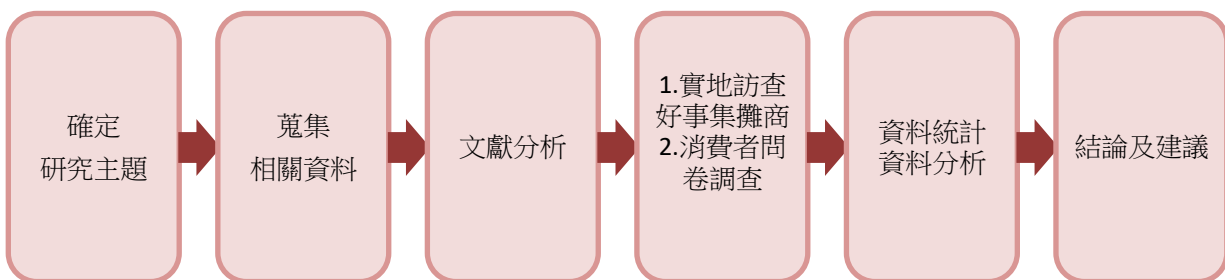 確定
研究主題
蒐集
相關資料
文獻分析
1.實地訪查
好事集攤商
2.消費者問
卷調查
資料統計
資料分析
結論及建議